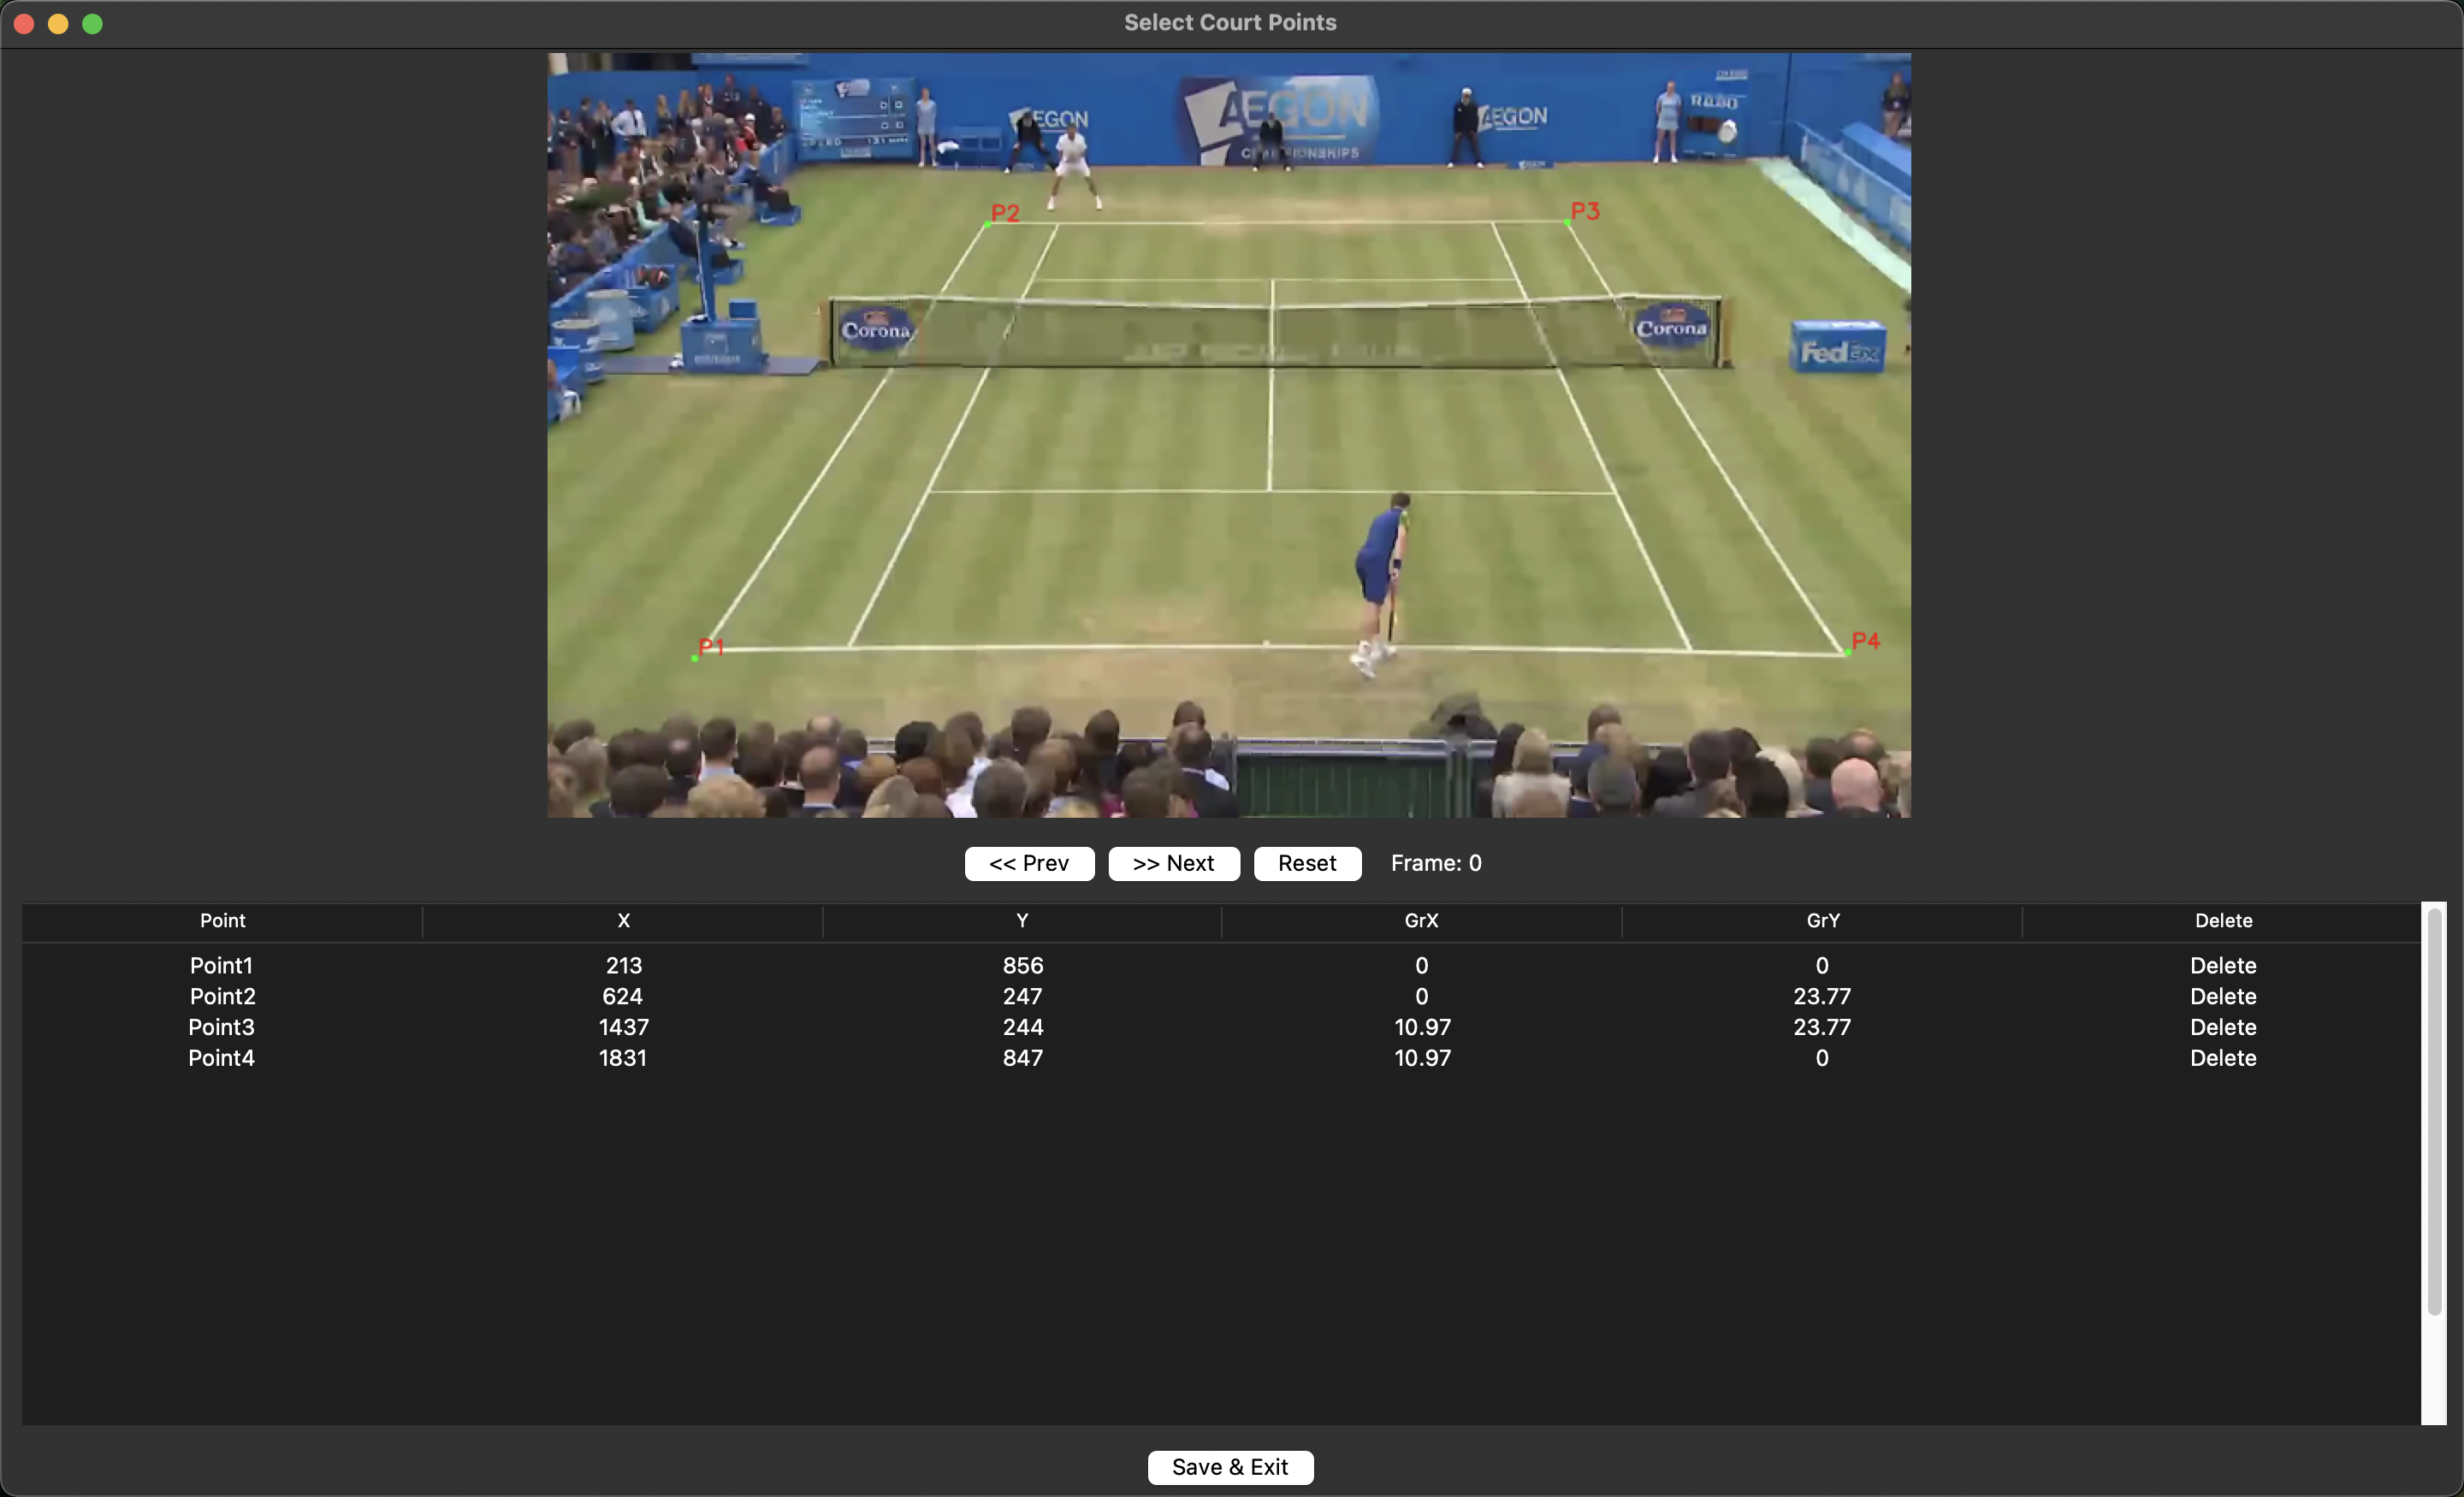 Select Court Points
AEGON
AEGON
AEGON
CHAMPIONSHIPS
RADO
Corona
Corona
FedEx
P2
P3
P1
P4
<< Prev >> Next Reset Frame: 0
Point X Y GrX GrY Delete
Point1 213 856 0 0 Delete
Point2 624 247 0 23.77 Delete
Point3 1437 244 10.97 23.77 Delete
Point4 1831 847 10.97 0 Delete
Save & Exit